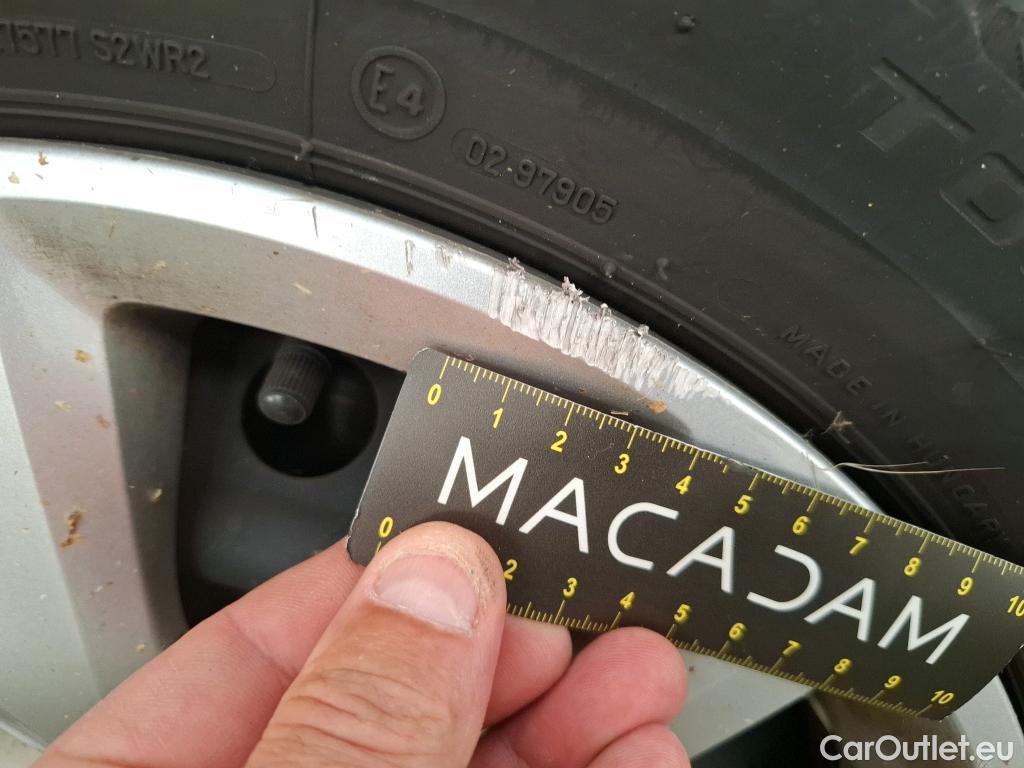 S2WR2
E4
02 97905
MADE IN HUNGARY
0 1 2 3 4 5 6 7 8 9 10
MACADAM
0 2 3 4 5 6 7 8 9 10
CarOutlet.eu